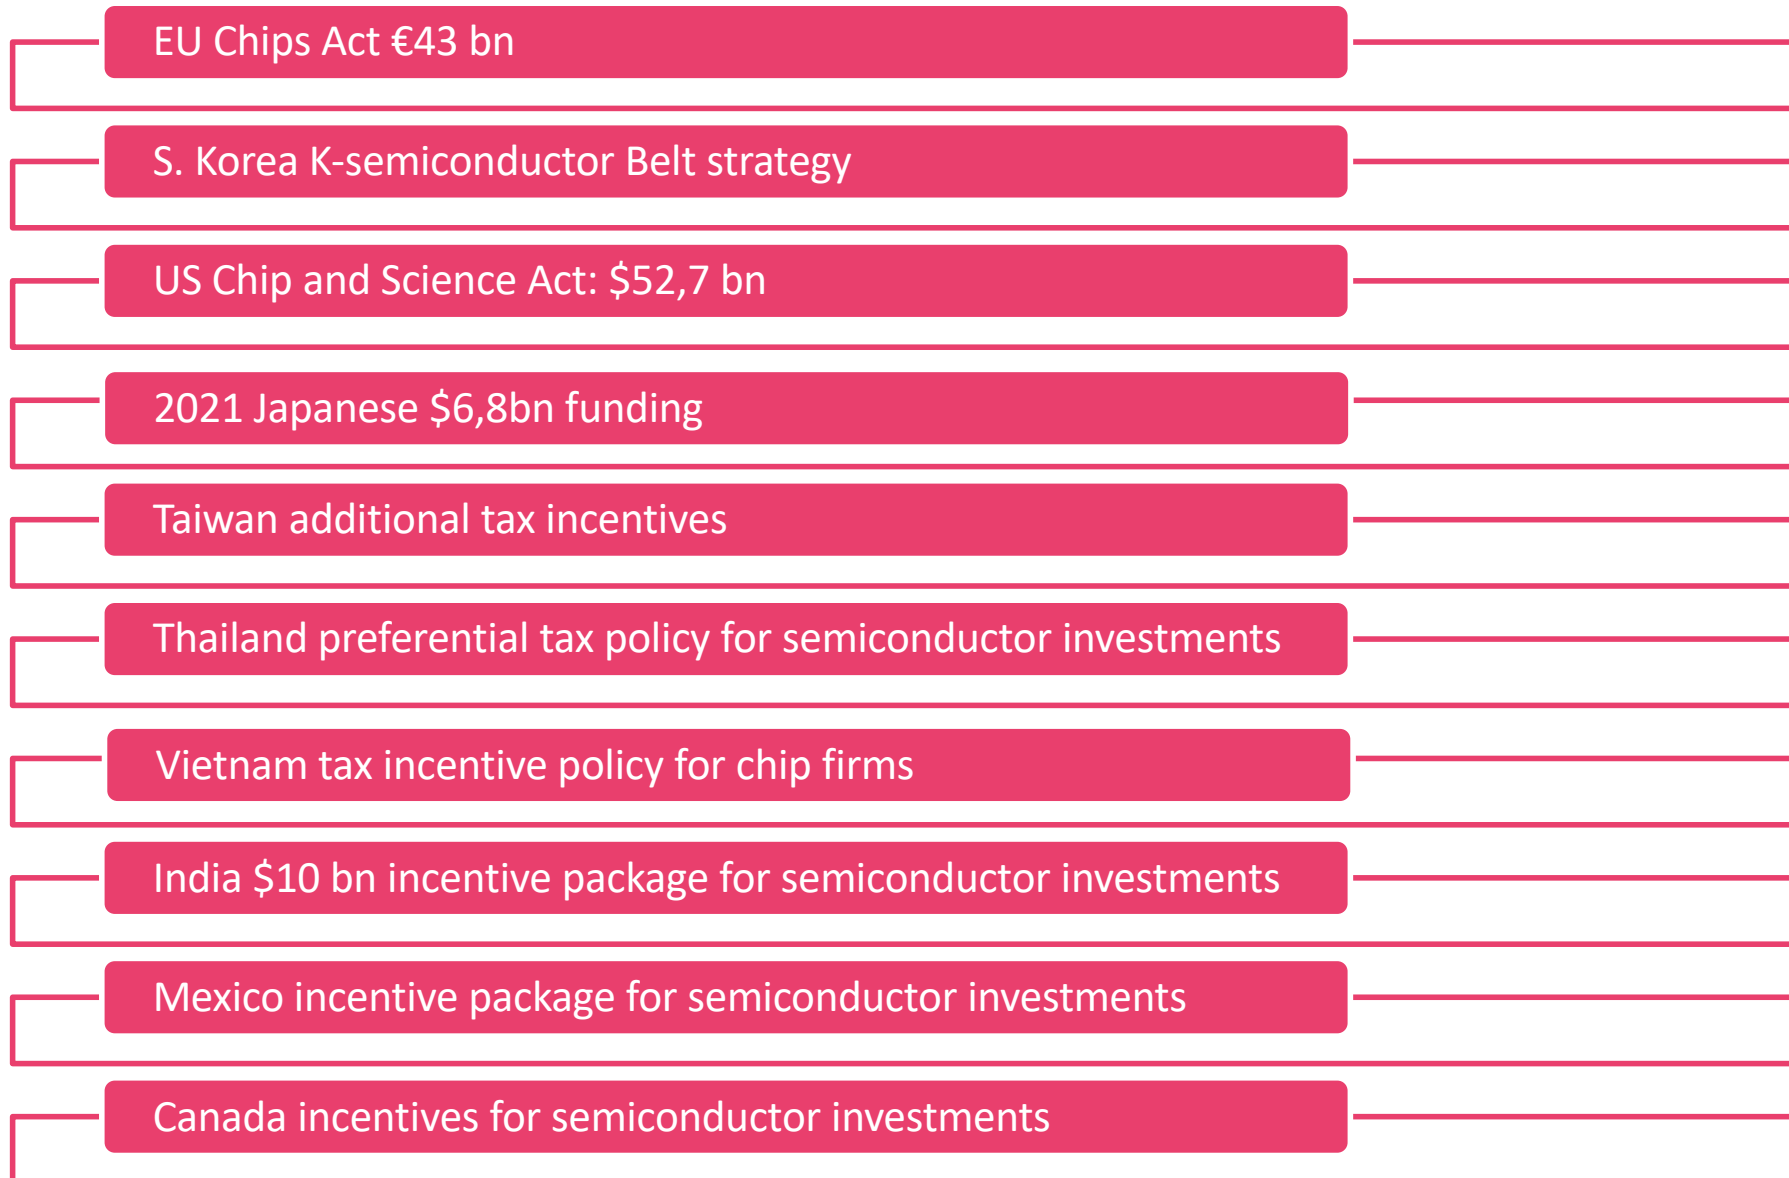 EU Chips Act €43 bn
S. Korea K-semiconductor Belt strategy
US Chip and Science Act: $52,7 bn
2021 Japanese $6,8bn funding
Taiwan additional tax incentives
Thailand preferential tax policy for semiconductor investments
Vietnam tax incentive policy for chip firms
India $10 bn incentive package for semiconductor investments
Mexico incentive package for semiconductor investments
Canada incentives for semiconductor investments